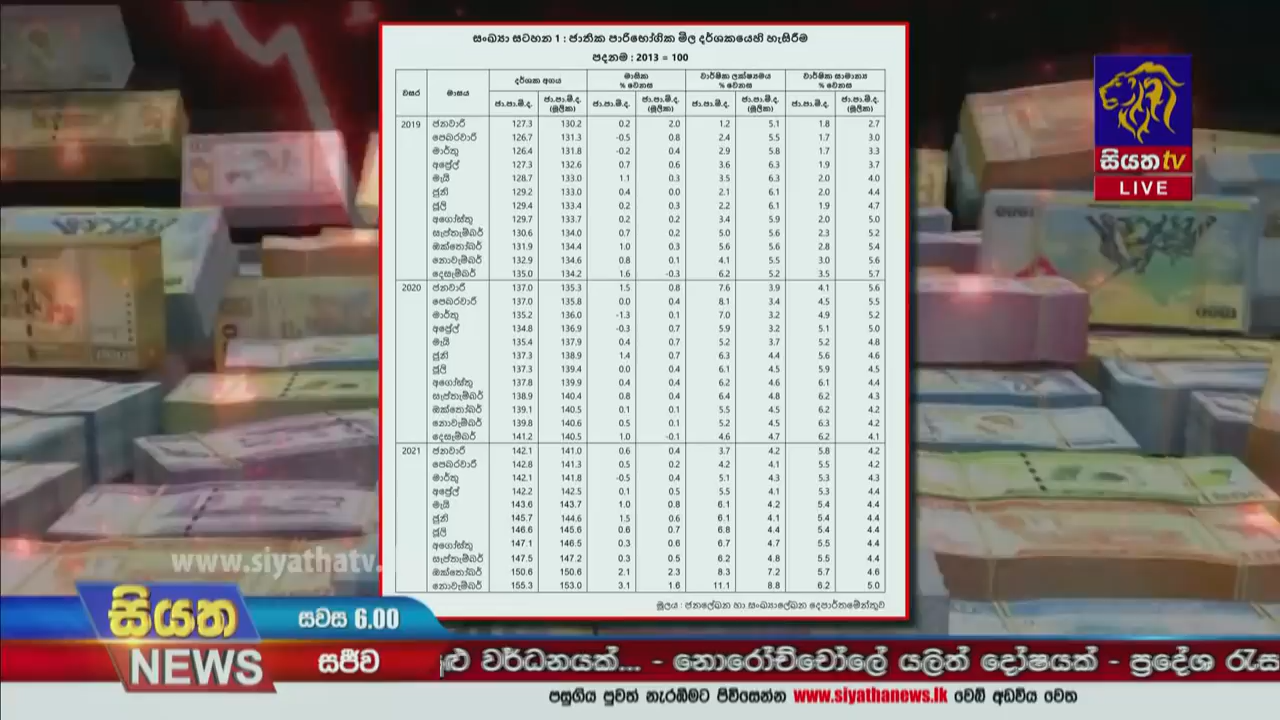 සංඛ්‍යා සටහන 1 : ජාතික පාරිභෝගික මිල දර්ශකයෙහි හැසිරීම
පදනම : 2013 = 100
වසර මාසය දර්ශක අගය මාසික % වෙනස වාර්ෂික ලක්ෂ්‍යමය % වෙනස වාර්ෂික සාමාන්‍ය % වෙනස
ජා.පා.මි.ද. ජා.පා.මි.ද. (මූලික) ජා.පා.මි.ද. ජා.පා.මි.ද. (මූලික) ජා.පා.මි.ද. ජා.පා.මි.ද. (මූලික) ජා.පා.මි.ද. ජා.පා.මි.ද. (මූලික)
2019 ජනවාරි 127.3 130.2 0.2 2.0 1.2 5.1 1.8 2.7
පෙබරවාරි 126.7 131.3 -0.5 0.8 2.4 5.5 1.7 3.0
මාර්තු 126.4 131.8 -0.2 0.4 2.9 5.8 1.7 3.3
අප්‍රේල් 127.3 132.6 0.7 0.6 3.6 6.3 1.9 3.7
මැයි 128.7 133.0 1.1 0.3 3.5 6.3 2.0 4.0
ජූනි 129.2 133.0 0.4 0.0 2.1 6.1 2.0 4.4
ජූලි 129.4 133.4 0.2 0.3 2.2 6.1 1.9 4.7
අගෝස්තු 129.7 133.7 0.2 0.2 3.4 5.9 2.0 5.0
සැප්තැම්බර් 130.6 134.0 0.7 0.2 5.0 5.6 2.3 5.2
ඔක්තෝබර් 131.9 134.4 1.0 0.3 5.6 5.6 2.8 5.4
නොවැම්බර් 132.9 134.6 0.8 0.1 4.1 5.5 3.0 5.6
දෙසැම්බර් 135.0 134.2 1.6 -0.3 6.2 5.2 3.5 5.7
2020 ජනවාරි 137.0 135.3 1.5 0.8 7.6 3.9 4.1 5.6
පෙබරවාරි 137.0 135.8 0.0 0.4 8.1 3.4 4.5 5.5
මාර්තු 135.2 136.0 -1.3 0.1 7.0 3.2 4.9 5.2
අප්‍රේල් 134.8 136.9 -0.3 0.7 5.9 3.2 5.1 5.0
මැයි 135.4 137.9 0.4 0.7 5.2 3.7 5.2 4.8
ජූනි 137.3 138.9 1.4 0.7 6.3 4.4 5.6 4.6
ජූලි 137.3 139.4 0.0 0.4 6.1 4.5 5.9 4.5
අගෝස්තු 137.8 139.9 0.4 0.4 6.2 4.6 6.1 4.4
සැප්තැම්බර් 138.9 140.4 0.8 0.4 6.4 4.8 6.2 4.3
ඔක්තෝබර් 139.1 140.5 0.1 0.1 5.5 4.5 6.2 4.2
නොවැම්බර් 139.8 140.6 0.5 0.1 5.2 4.5 6.3 4.2
දෙසැම්බර් 141.2 140.5 1.0 -0.1 4.6 4.7 6.2 4.1
2021 ජනවාරි 142.1 141.0 0.6 0.4 3.7 4.2 5.8 4.2
පෙබරවාරි 142.8 141.3 0.5 0.2 4.2 4.1 5.5 4.2
මාර්තු 142.1 141.8 -0.5 0.4 5.1 4.3 5.3 4.3
අප්‍රේල් 142.2 142.5 0.1 0.5 5.5 4.1 5.3 4.4
මැයි 143.6 143.7 1.0 0.8 6.1 4.2 5.4 4.4
ජූනි 145.7 144.6 1.5 0.6 6.1 4.1 5.4 4.4
ජූලි 146.6 145.6 0.6 0.7 6.8 4.4 5.4 4.4
අගෝස්තු 147.1 146.5 0.3 0.6 6.7 4.7 5.5 4.4
සැප්තැම්බර් 147.5 147.2 0.3 0.5 6.2 4.8 5.5 4.4
ඔක්තෝබර් 150.6 150.6 2.1 2.3 8.3 7.2 5.7 4.6
නොවැම්බර් 155.3 153.0 3.1 1.6 11.1 8.8 6.2 5.0
මූලය : ජනලේඛන හා සංඛ්‍යාලේඛන දෙපාර්තමේන්තුව
සියත tv
LIVE
www.siyathatv.
සියත
NEWS
සවස 6.00
සජීව
වර්ධනයක්... - නොරෝච්චෝලේ යලිත් දෝෂයක් - ප්‍රදේශ රැස
පසුගිය පුවත් නැරඹීමට පිවිසෙන්න www.siyathanews.lk වෙබ් අඩවිය වෙත